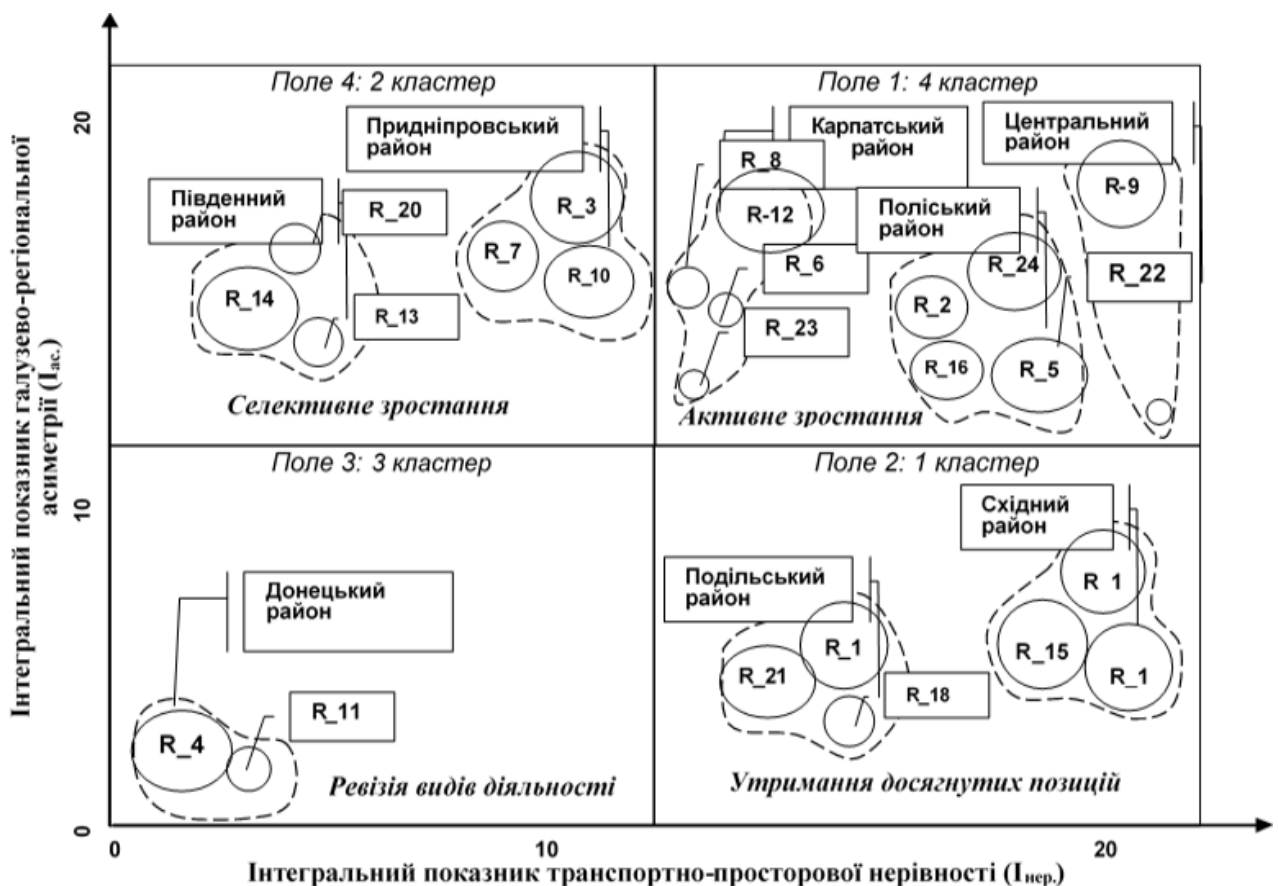 Поле 4: 2 кластер
Поле 1: 4 кластер
20
Придніпровський
район
Карпатський
район
Центральний
район
R_8
R-9
Південний
район
R_20
R_3
R-12
Поліський
район
R_7
R_6
R_24
R_22
R_10
R_14
R_13
R_2
R_23
R_16
R_5
Селективне зростання
Активне зростання
Інтегральний показник галузево-регіональної
асиметрії (Iас.)
Поле 3: 3 кластер
Поле 2: 1 кластер
10
Східний
район
Донецький
район
Подільський
район
R 1
R_1
R_15
R_1
R_21
R_18
R_11
R_4
Ревізія видів діяльності
Утримання досягнутих позицій
0
0
10
20
Інтегральний показник транспортно-просторової нерівності (Iнер.)